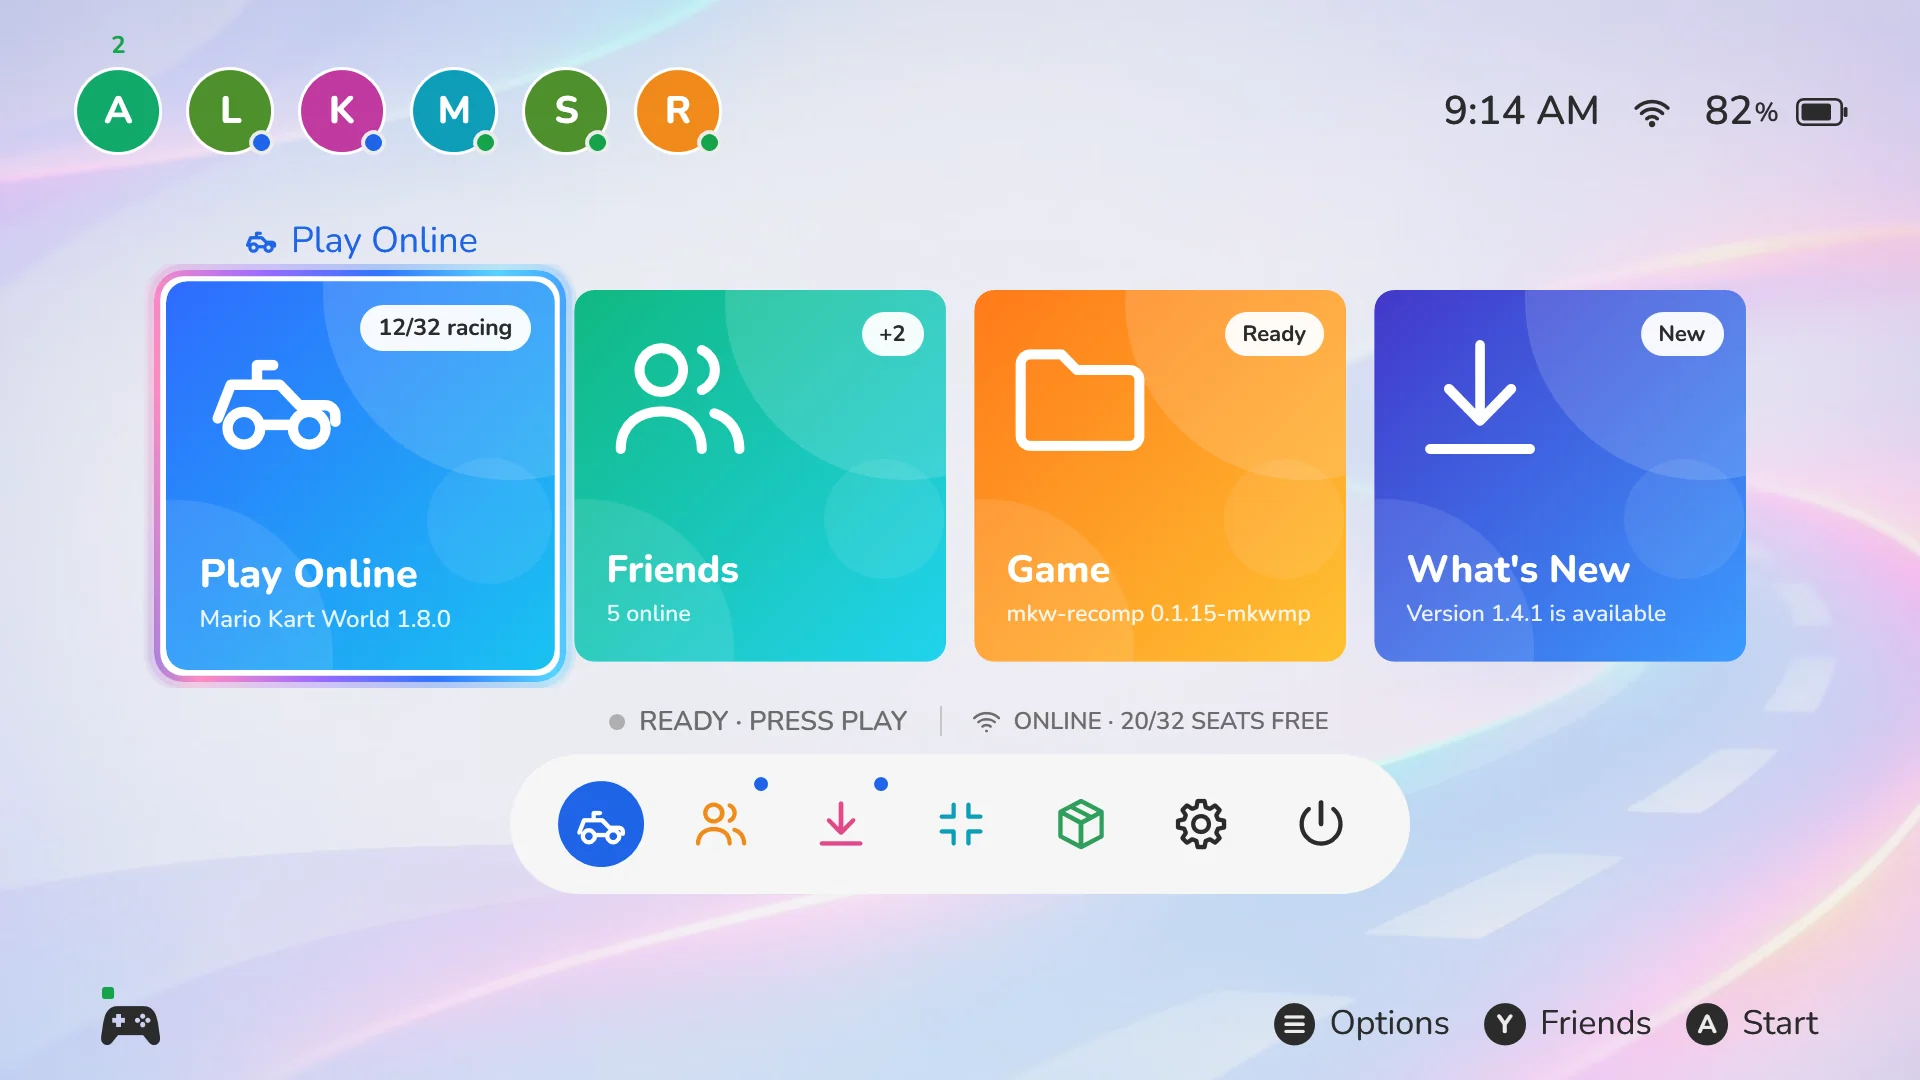 2
A L K M S R
9:14 AM 82%
Play Online
12/32 racing
+2
Ready
New
Play Online
Mario Kart World 1.8.0
Friends
5 online
Game
mkw-recomp 0.1.15-mkwmp
What's New
Version 1.4.1 is available
READY · PRESS PLAY
ONLINE · 20/32 SEATS FREE
Options
Y Friends
A Start